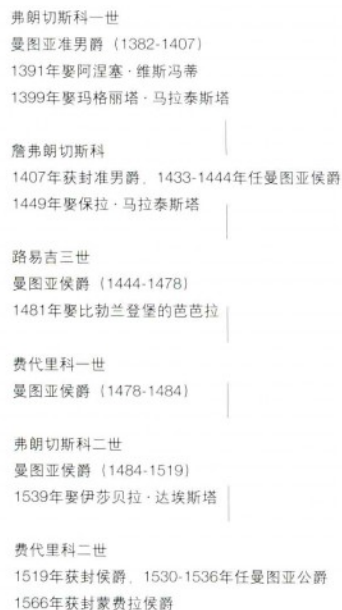 弗朗切斯科一世
曼图亚准男爵（1382-1407）
1391年娶阿涅塞·维斯冯蒂
1399年娶玛格丽塔·马拉泰斯塔
詹弗朗切斯科
1407年获封准男爵，1433-1444年任曼图亚侯爵
1449年娶保拉·马拉泰斯塔
路易吉三世
曼图亚侯爵（1444-1478）
1481年娶比勃兰登堡的芭芭拉
费代里科一世
曼图亚侯爵（1478-1484）
弗朗切斯科二世
曼图亚侯爵（1484-1519）
1539年娶伊莎贝拉·达埃斯塔
费代里科二世
1519年获封侯爵，1530-1536年任曼图亚公爵
1566年获封蒙费拉侯爵